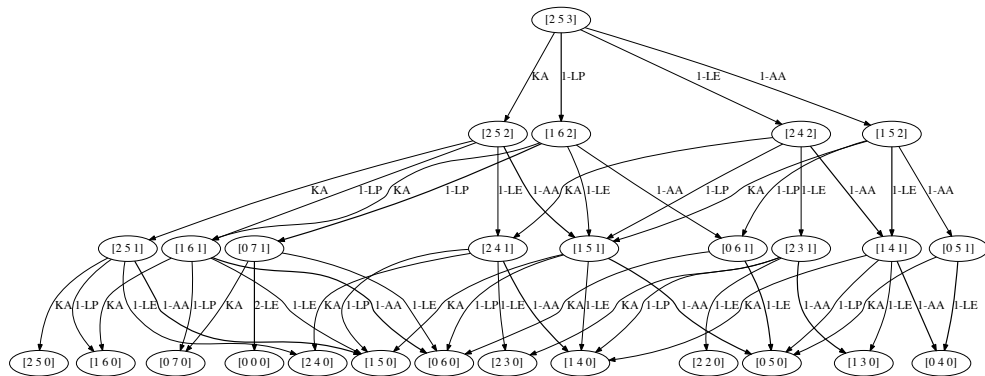 [2 5 3]
KA 1-LP 1-LE 1-AA
[2 5 2] [1 6 2] [2 4 2] [1 5 2]
KA 1-LP KA 1-LP 1-LE 1-AA KA 1-LE 1-AA 1-LP KA 1-LP 1-LE 1-AA 1-LE 1-AA
[2 5 1] [1 6 1] [0 7 1] [2 4 1] [1 5 1] [0 6 1] [2 3 1] [1 4 1] [0 5 1]
KA 1-LP KA 1-LE 1-AA 1-LP KA 2-LE 1-LE KA 1-LP 1-AA 1-LE KA 1-LP 1-LE 1-AA 1-LE KA KA 1-LP 1-AA 1-LE KA 1-LE 1-AA 1-LP KA 1-LE 1-AA 1-LE
[2 5 0] [1 6 0] [0 7 0] [0 0 0] [2 4 0] [1 5 0] [0 6 0] [2 3 0] [1 4 0] [2 2 0] [0 5 0] [1 3 0] [0 4 0]